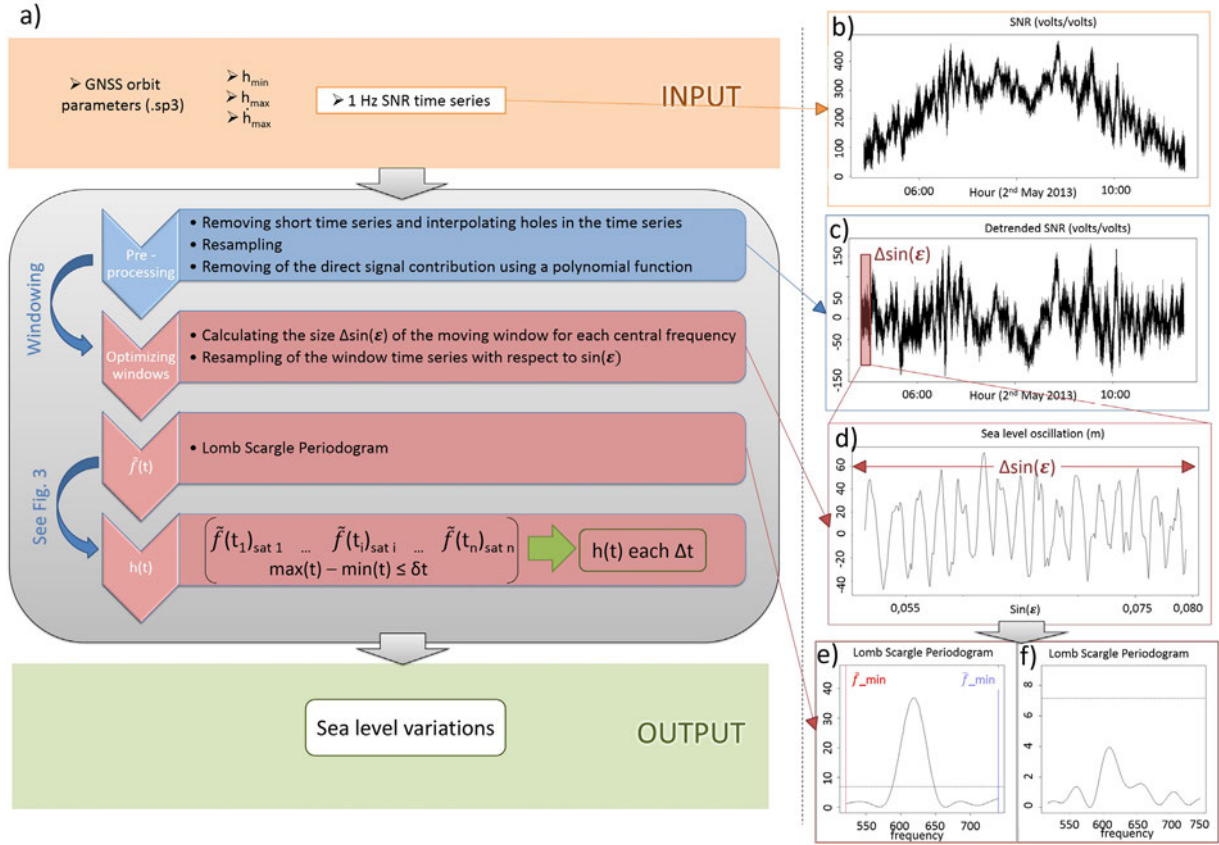 a)
➢ GNSS orbit
parameters (.sp3)
➢ h_min
➢ h_max
➢ ḣ_max
➢ 1 Hz SNR time series
INPUT
Windowing
See Fig. 3
Pre -
processing
• Removing short time series and interpolating holes in the time series
• Resampling
• Removing of the direct signal contribution using a polynomial function
Optimizing
windows
• Calculating the size Δsin(ε) of the moving window for each central frequency
• Resampling of the window time series with respect to sin(ε)
f̃(t)
• Lomb Scargle Periodogram
h(t)
f̃(t₁)sat 1 ... f̃(tᵢ)sat i ... f̃(tₙ)sat n
max(t) − min(t) ≤ δt
h(t) each Δt
Sea level variations
OUTPUT
b)
SNR (volts/volts)
400
300
200
100
0
06:00
Hour (2nd May 2013)
10:00
c)
Detrended SNR (volts/volts)
Δsin(ε)
150
50
0
-50
-150
06:00
Hour (2nd May 2013)
10:00
d)
Sea level oscillation (m)
Δsin(ε)
60
40
20
0
-20
-40
0,055
Sin(ε)
0,075
0,080
e)
Lomb Scargle Periodogram
f̃_min
f̃_min
40
30
20
10
0
550 600 650 700
frequency
f)
Lomb Scargle Periodogram
8
6
4
2
0
550 600 650 700 750
frequency